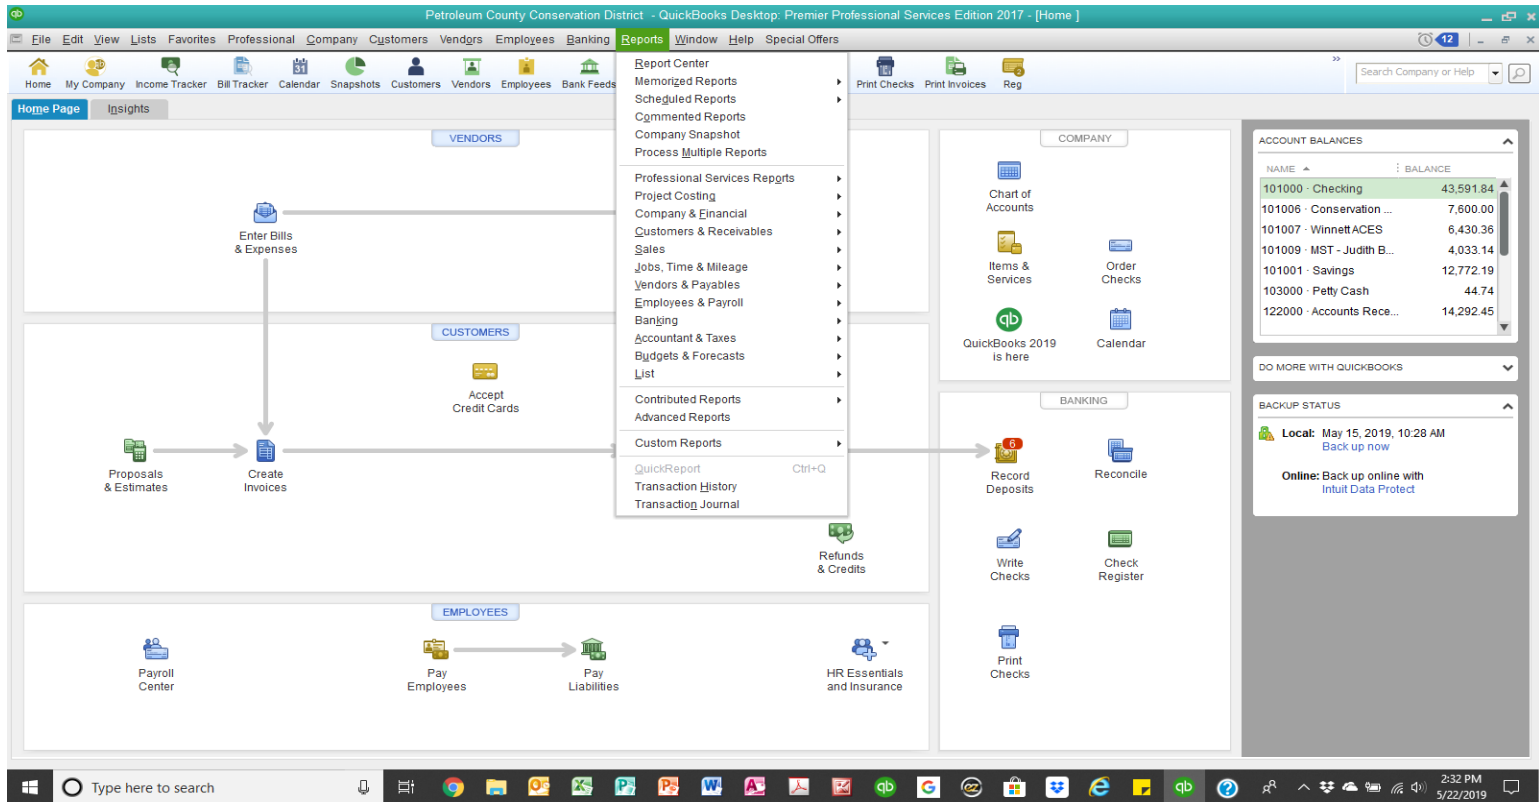 Petroleum County Conservation District - QuickBooks Desktop: Premier Professional Services Edition 2017 - [Home ]
File Edit View Lists Favorites Professional Company Customers Vendors Employees Banking Reports Window Help Special Offers
12
Home My Company Income Tracker Bill Tracker Calendar Snapshots Customers Vendors Employees Bank Feeds Print Checks Print Invoices Reg
Search Company or Help
Home Page Insights
Report Center
Memorized Reports
Scheduled Reports
Commented Reports
Company Snapshot
Process Multiple Reports
Professional Services Reports
Project Costing
Company & Financial
Customers & Receivables
Sales
Jobs, Time & Mileage
Vendors & Payables
Employees & Payroll
Banking
Accountant & Taxes
Budgets & Forecasts
List
Contributed Reports
Advanced Reports
Custom Reports
QuickReport Ctrl+Q
Transaction History
Transaction Journal
VENDORS
Enter Bills
& Expenses
CUSTOMERS
Accept
Credit Cards
Proposals
& Estimates
Create
Invoices
Refunds
& Credits
EMPLOYEES
Payroll
Center
Pay
Employees
Pay
Liabilities
HR Essentials
and Insurance
COMPANY
Chart of
Accounts
Items &
Services
Order
Checks
qb
QuickBooks 2019
is here
Calendar
BANKING
6
Record
Deposits
Reconcile
Write
Checks
Check
Register
Print
Checks
ACCOUNT BALANCES
NAME BALANCE
101000 · Checking 43,591.84
101006 · Conservation ... 7,600.00
101007 · Winnett ACES 6,430.36
101009 · MST - Judith B... 4,033.14
101001 · Savings 12,772.19
103000 · Petty Cash 44.74
122000 · Accounts Rece... 14,292.45
DO MORE WITH QUICKBOOKS
BACKUP STATUS
Local: May 15, 2019, 10:28 AM
Back up now
Online: Back up online with
Intuit Data Protect
Type here to search
2:32 PM
5/22/2019